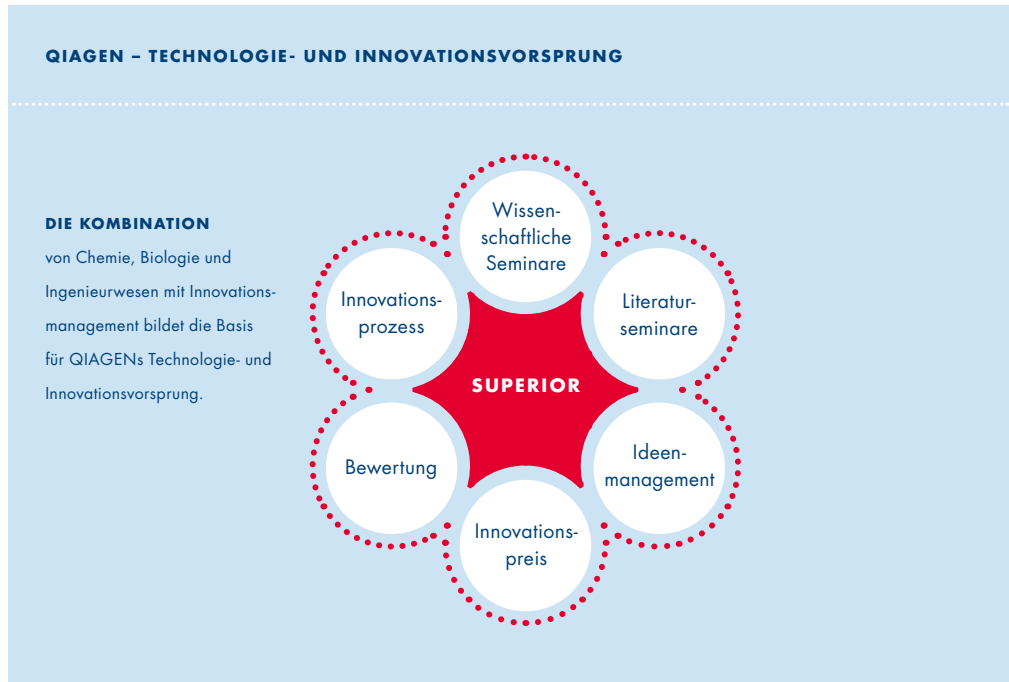 QIAGEN – TECHNOLOGIE- UND INNOVATIONSVORSPRUNG
DIE KOMBINATION
von Chemie, Biologie und
Ingenieurwesen mit Innovations-
management bildet die Basis
für QIAGENs Technologie- und
Innovationsvorsprung.
Wissen-
schaftliche
Seminare
Innovations-
prozess
Literatur-
seminare
SUPERIOR
Bewertung
Ideen-
management
Innovations-
preis